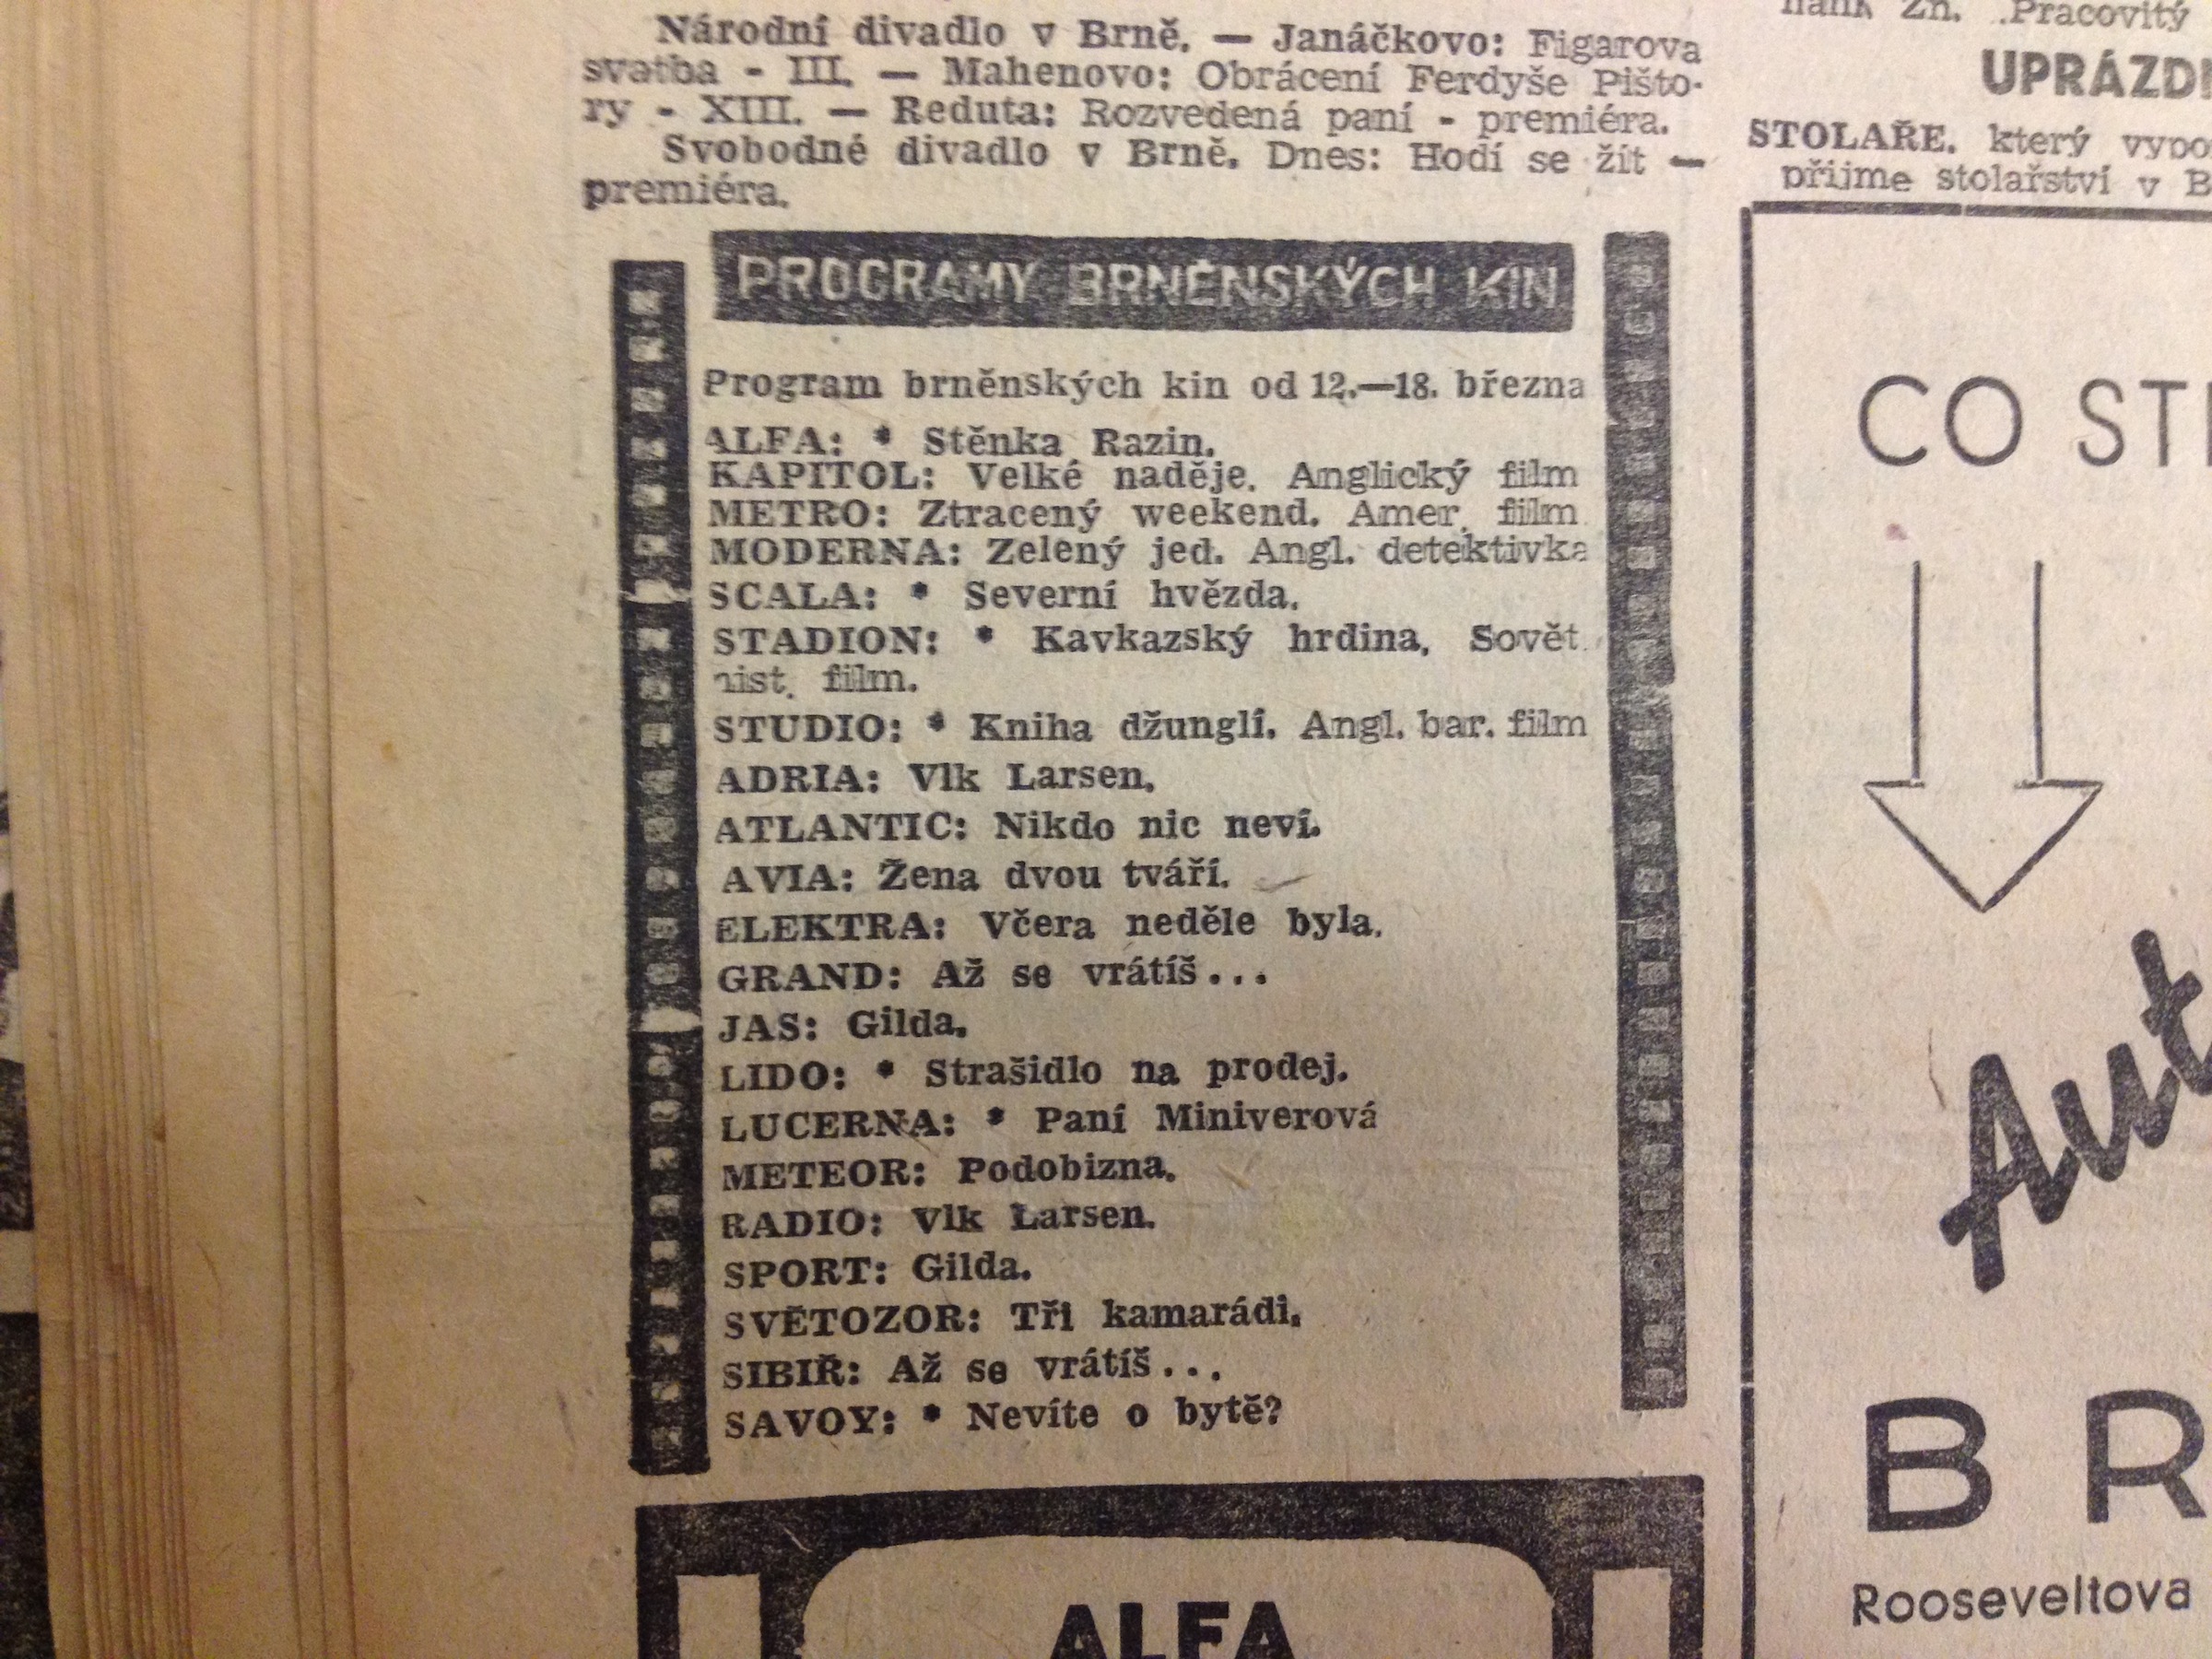 Národní divadlo v Brně. — Janáčkovo: Figarova
svatba - III. — Mahenovo: Obrácení Ferdyše Pišto-
ry - XIII. — Reduta: Rozvedená paní - premiéra.
Svobodné divadlo v Brně. Dnes: Hodí se žít —
premiéra.
PROGRAMY BRNĚNSKÝCH KIN
Program brněnských kin od 12.—18. března
ALFA: * Stěnka Razin.
KAPITOL: Velké naděje. Anglický film
METRO: Ztracený weekend. Amer. film
MODERNA: Zelený jed. Angl. detektivka
SCALA: * Severní hvězda.
STADION: * Kavkazský hrdina. Sovět.
hist. film.
STUDIO: * Kniha džunglí. Angl. bar. film
ADRIA: Vlk Larsen.
ATLANTIC: Nikdo nic neví.
AVIA: Žena dvou tváří.
ELEKTRA: Včera neděle byla.
GRAND: Až se vrátíš...
JAS: Gilda.
LIDO: * Strašidlo na prodej.
LUCERNA: * Paní Miniverová
METEOR: Podobizna.
RADIO: Vlk Larsen.
SPORT: Gilda.
SVĚTOZOR: Tři kamarádi.
SIBIŘ: Až se vrátíš...
SAVOY: * Nevíte o bytě?
ALFA
Zn. Pracovitý
UPRÁZD
STOLAŘE. který vypo
přijme stolařství v B
CO ST
Aut
B R
Rooseveltova